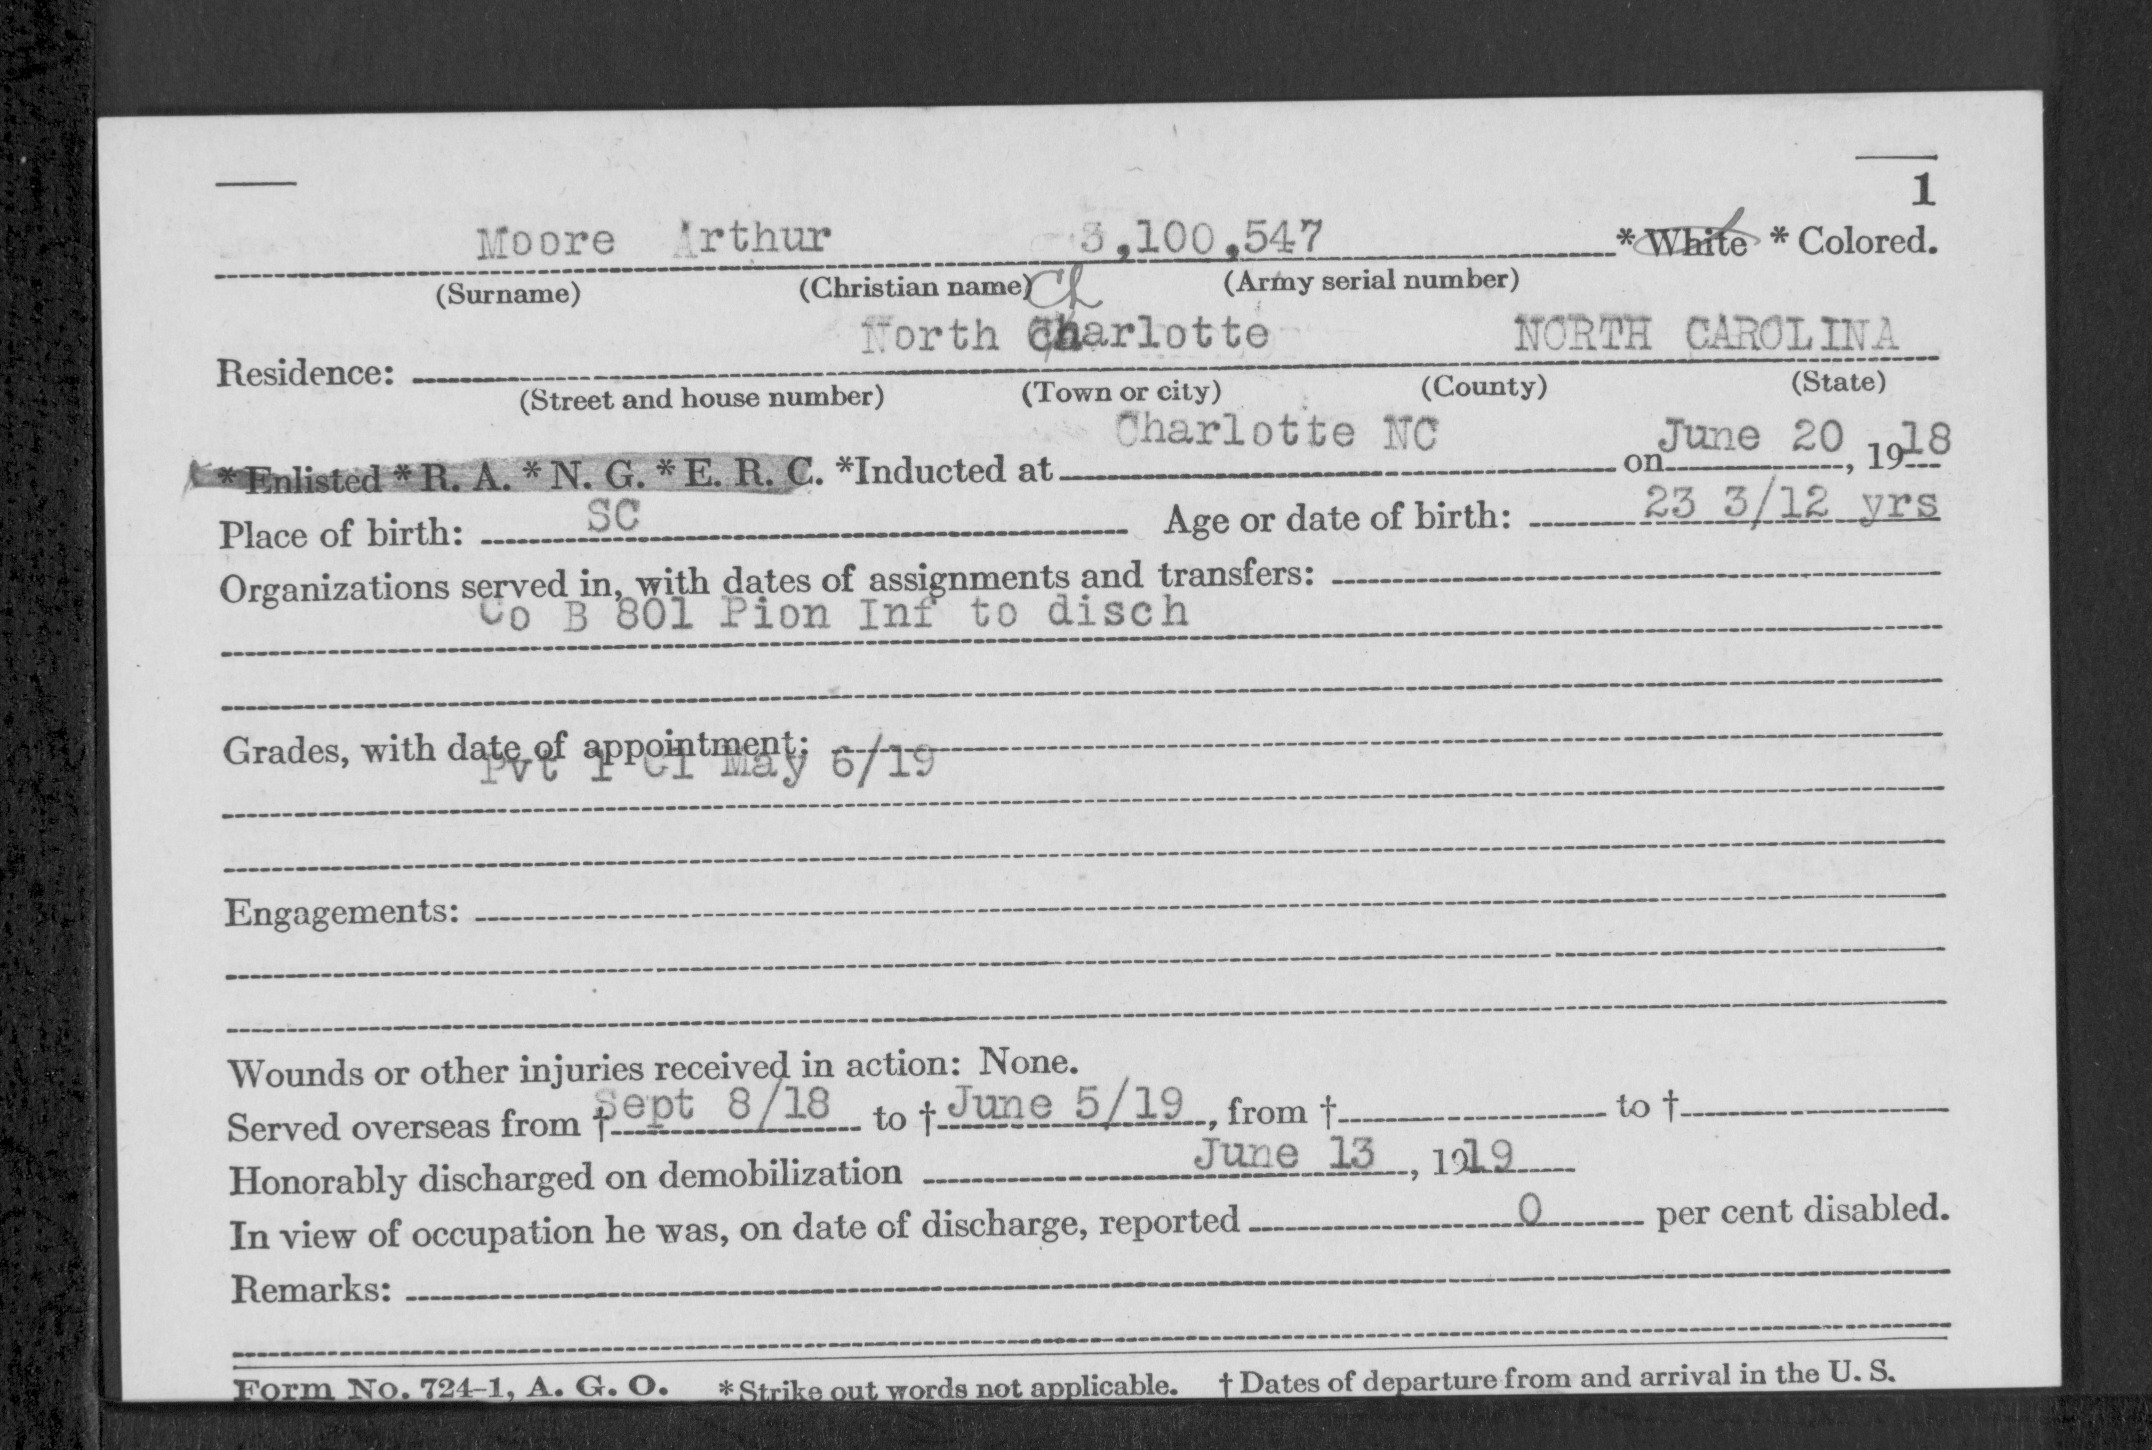 1
Moore Arthur 3,100,547 * White * Colored.
(Surname) (Christian name) (Army serial number)
Ch
North Charlotte NORTH CAROLINA
Residence:
(Street and house number) (Town or city) (County) (State)
*Enlisted *R. A. *N. G. *E. R. C. *Inducted at Charlotte NC on June 20, 1918
Place of birth: SC Age or date of birth: 23 3/12 yrs
Organizations served in, with dates of assignments and transfers:
Co B 801 Pion Inf to disch
Grades, with date of appointment:
Pvt 1 Cl May 6/19
Engagements:
Wounds or other injuries received in action: None.
Served overseas from † Sept 8/18 to † June 5/19, from † to †
Honorably discharged on demobilization June 13, 1919
In view of occupation he was, on date of discharge, reported 0 per cent disabled.
Remarks:
Form No. 724-1, A. G. O. *Strike out words not applicable. † Dates of departure from and arrival in the U. S.